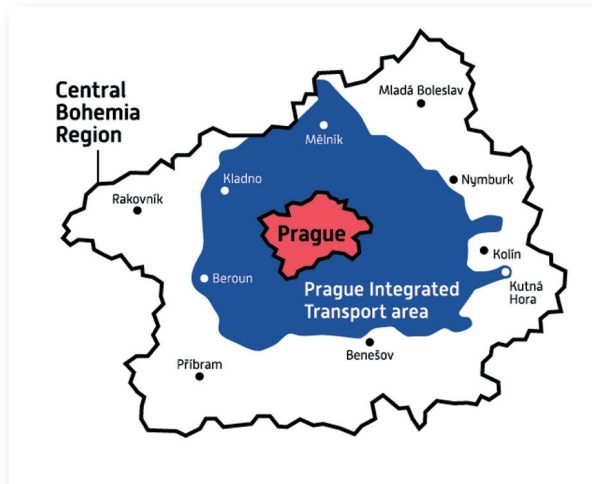 Central
Bohemia
Region
Mladá Boleslav
Mělník
Kladno
Nymburk
Rakovník
Prague
Kolín
Beroun
Prague Integrated
Transport area
Kutná
Hora
Benešov
Příbram